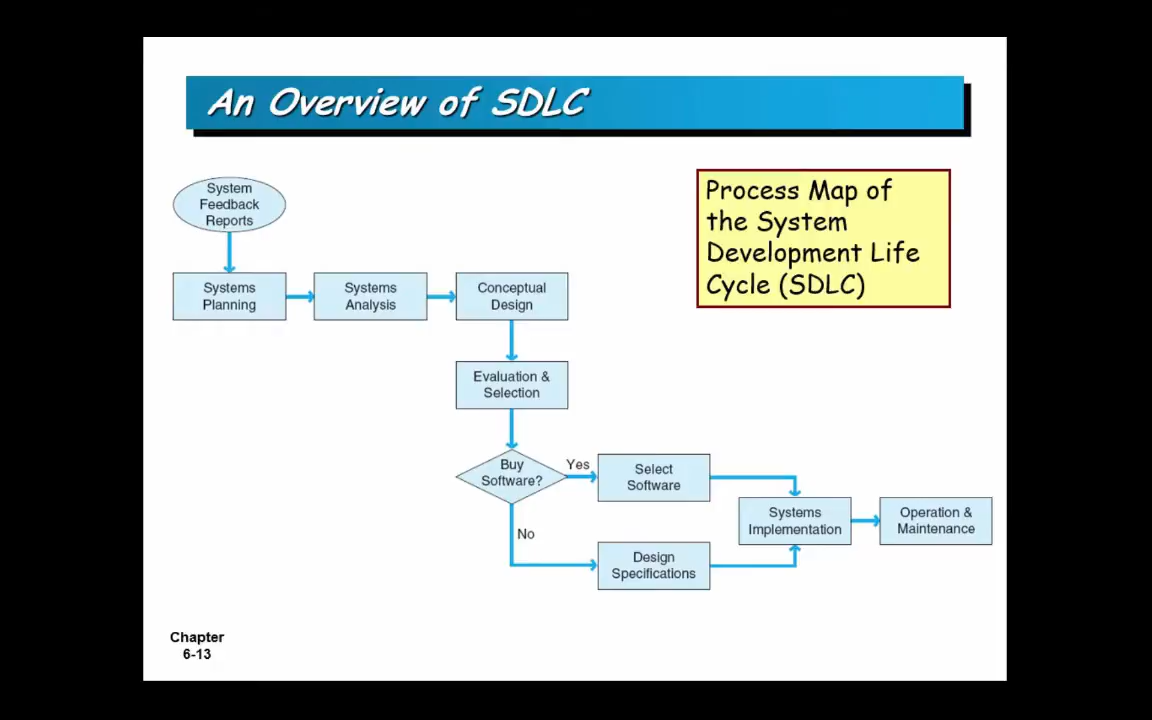 An Overview of SDLC
Process Map of
the System
Development Life
Cycle (SDLC)
System
Feedback
Reports
Systems
Planning
Systems
Analysis
Conceptual
Design
Evaluation &
Selection
Buy
Software?
Yes
No
Select
Software
Design
Specifications
Systems
Implementation
Operation &
Maintenance
Chapter
6-13